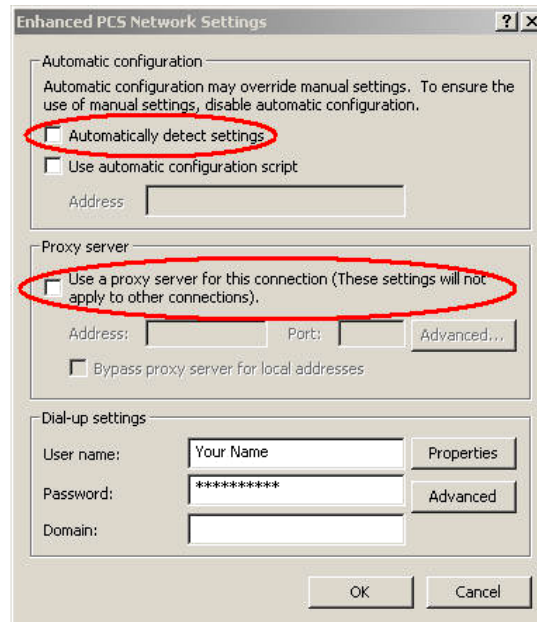 Enhanced PCS Network Settings
Automatic configuration
Automatic configuration may override manual settings. To ensure the
use of manual settings, disable automatic configuration.
Automatically detect settings
Use automatic configuration script
Address
Proxy server
Use a proxy server for this connection (These settings will not
apply to other connections).
Address: Port: Advanced...
Bypass proxy server for local addresses
Dial-up settings
User name: Your Name Properties
Password: ********** Advanced
Domain:
OK Cancel